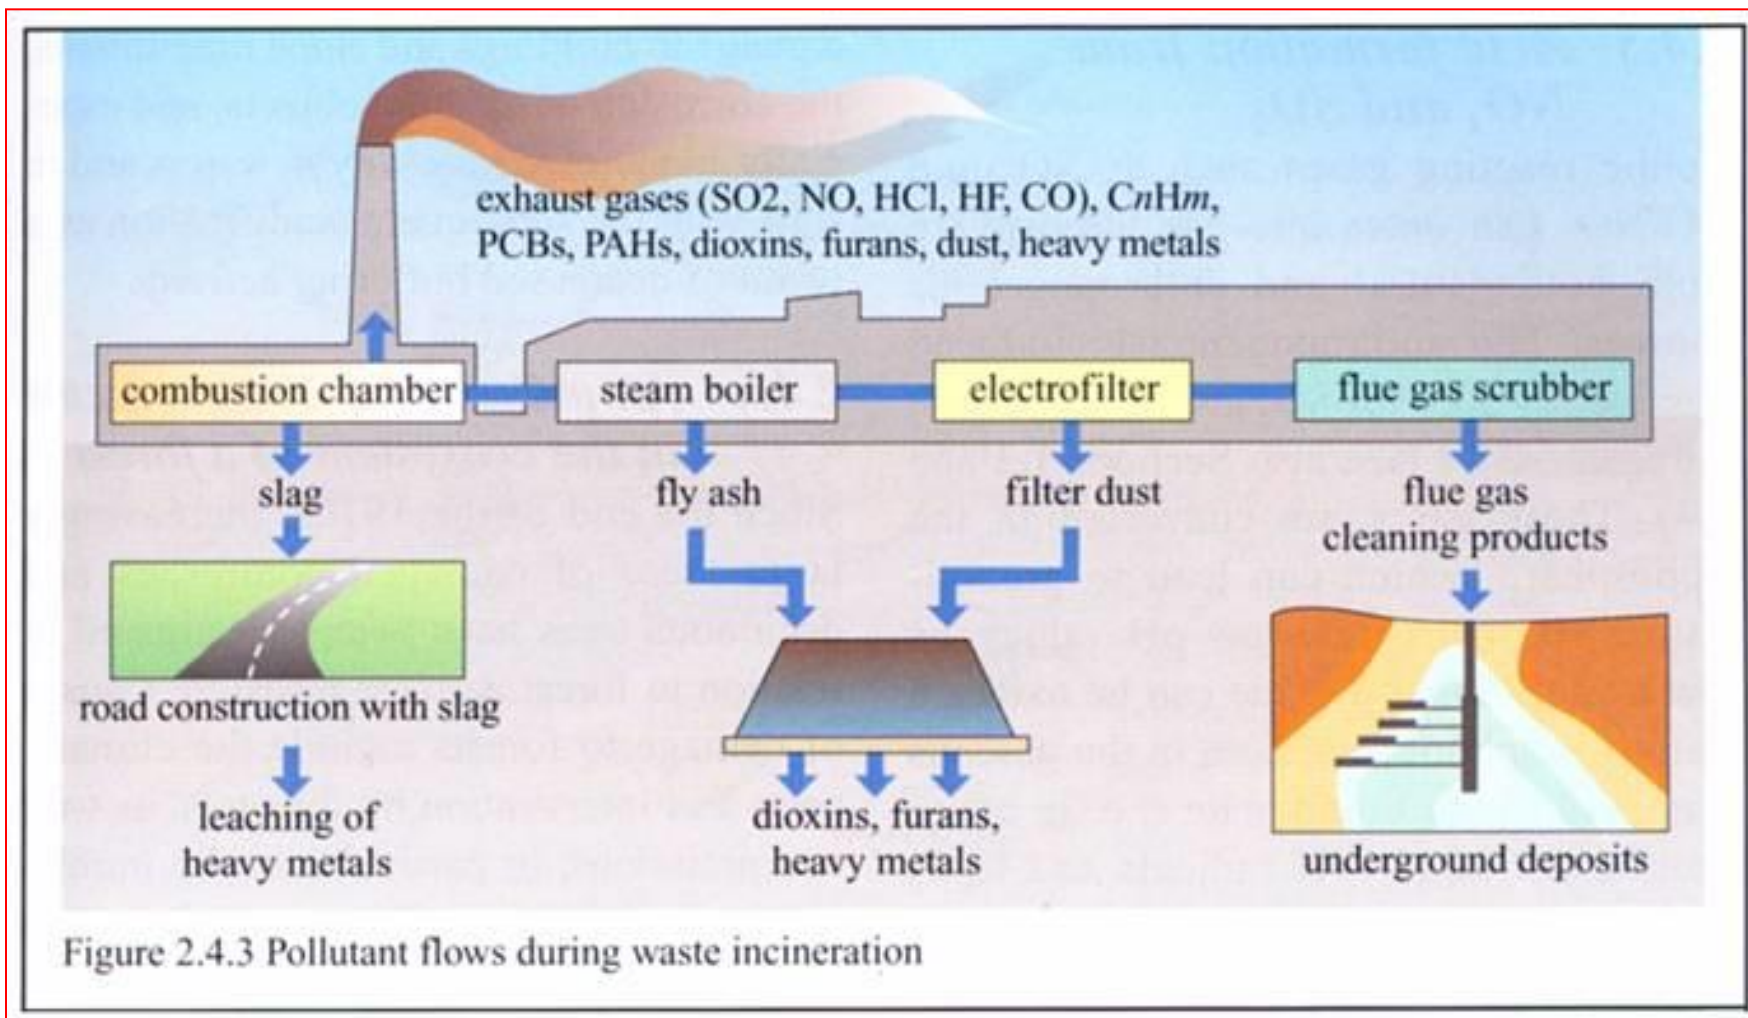 exhaust gases (SO2, NO, HCl, HF, CO), CnHm,
PCBs, PAHs, dioxins, furans, dust, heavy metals
combustion chamber
steam boiler
electrofilter
flue gas scrubber
slag
fly ash
filter dust
flue gas
cleaning products
road construction with slag
leaching of
heavy metals
dioxins, furans,
heavy metals
underground deposits
Figure 2.4.3 Pollutant flows during waste incineration